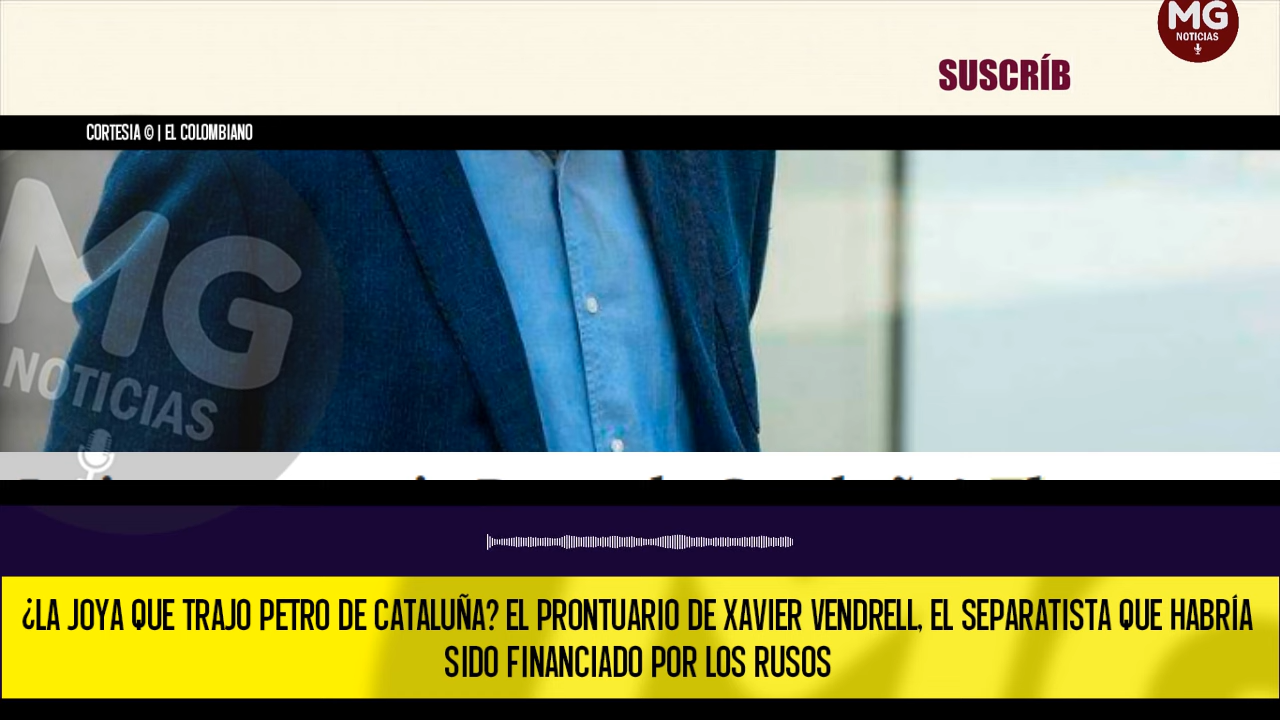 MG
NOTICIAS
SUSCRÍB
CORTESIA © | EL COLOMBIANO
MG
NOTICIAS
¿LA JOYA QUE TRAJO PETRO DE CATALUÑA? EL PRONTUARIO DE XAVIER VENDRELL, EL SEPARATISTA QUE HABRÍA
SIDO FINANCIADO POR LOS RUSOS